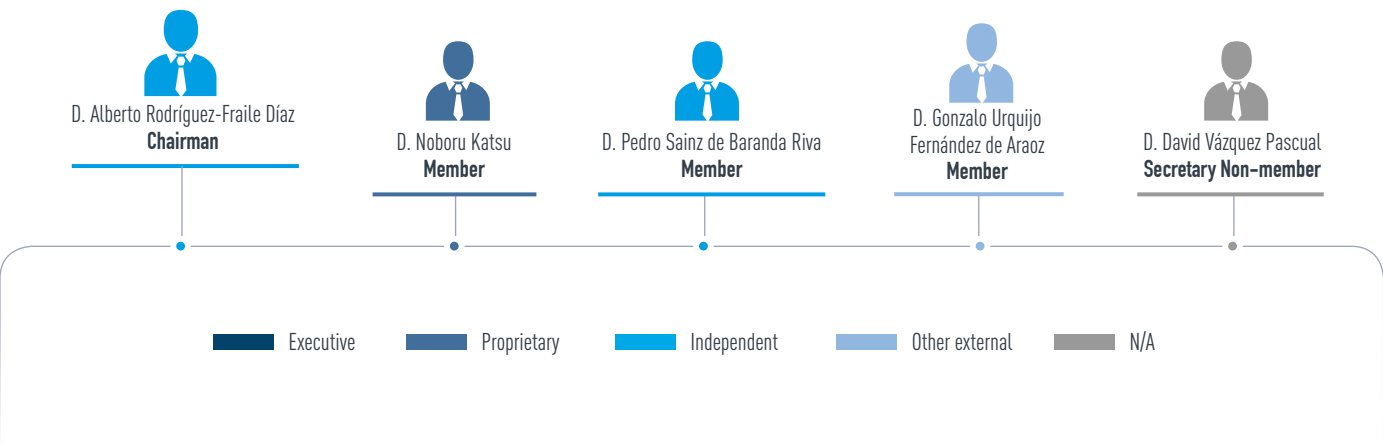 D. Alberto Rodríguez-Fraile Díaz
Chairman
D. Noboru Katsu
Member
D. Pedro Sainz de Baranda Riva
Member
D. Gonzalo Urquijo
Fernández de Araoz
Member
D. David Vázquez Pascual
Secretary Non-member
Executive
Proprietary
Independent
Other external
N/A